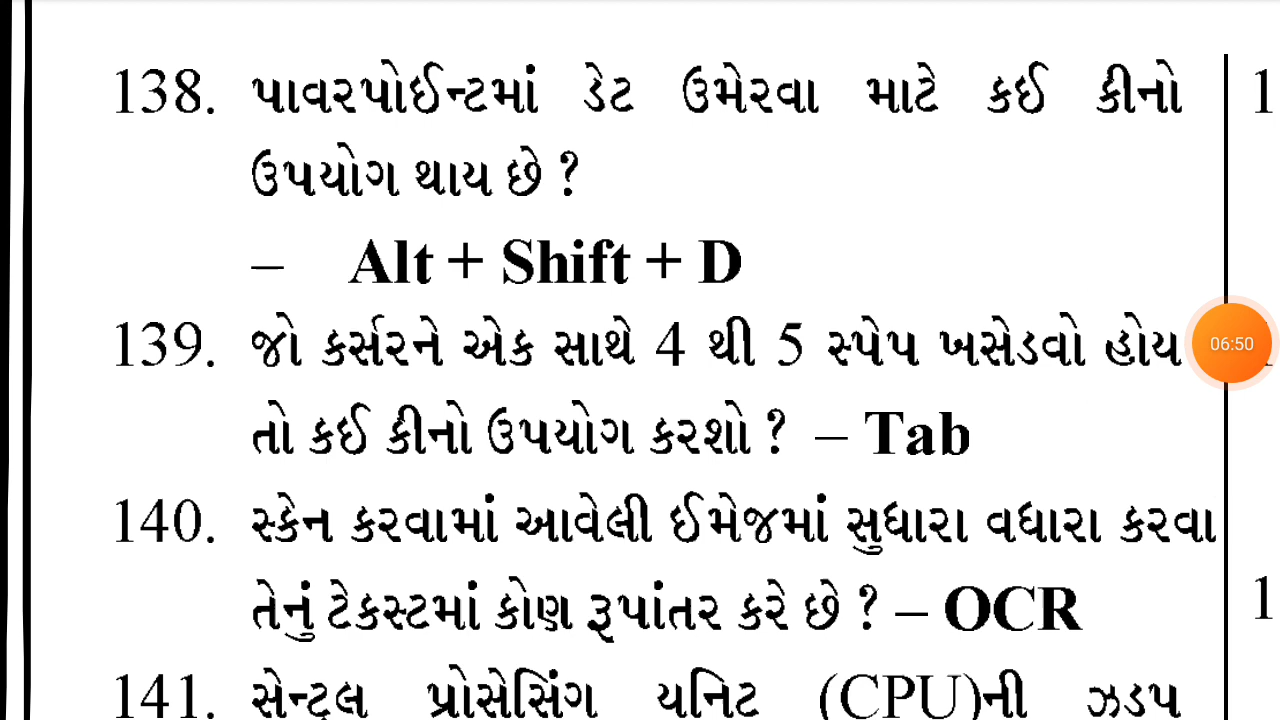 138. પાવરપોઈન્ટમાં ડેટ ઉમેરવા માટે કઈ કીનો
ઉપયોગ થાય છે ?
– Alt + Shift + D
139. જો કર્સરને એક સાથે 4 થી 5 સ્પેપ ખસેડવો હોય
તો કઈ કીનો ઉપયોગ કરશો ? – Tab
140. સ્કેન કરવામાં આવેલી ઈમેજમાં સુધારા વધારા કરવા
તેનું ટેકસ્ટમાં કોણ રૂપાંતર કરે છે ? – OCR
141. સેન્ટ્રલ પ્રોસેસિંગ યનિટ (CPU)ની ઝડપ
1
06:50
1